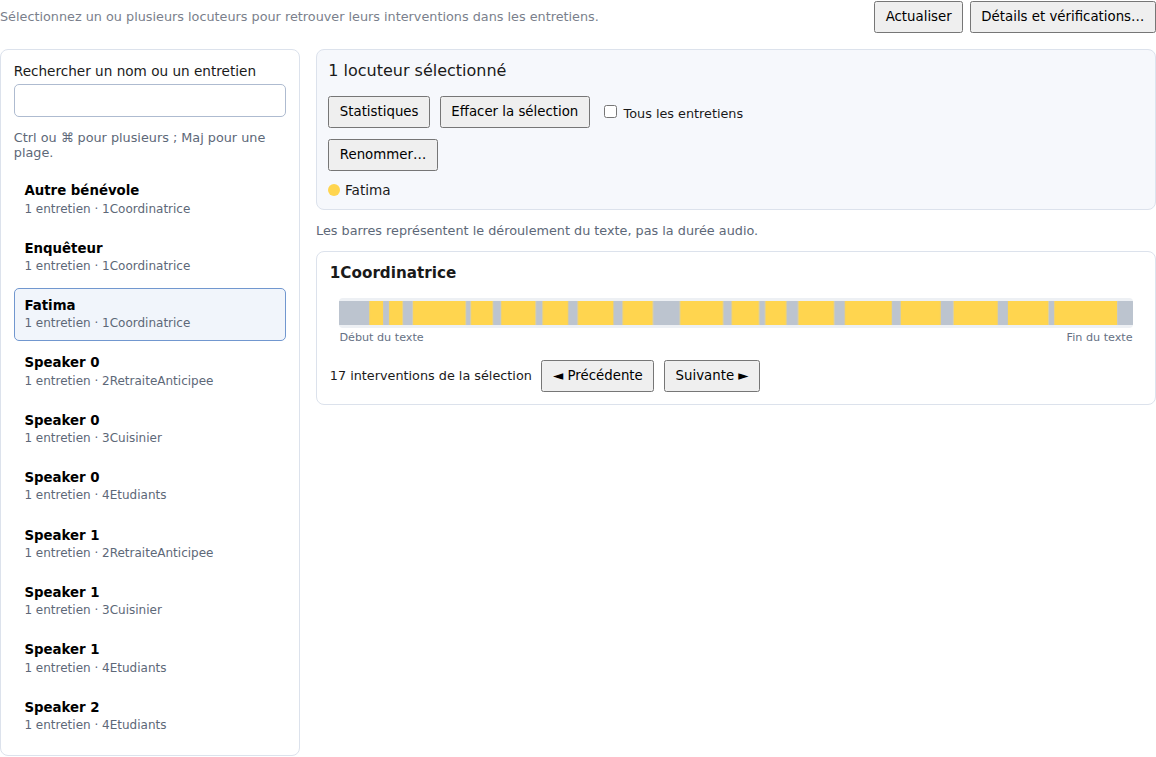 Sélectionnez un ou plusieurs locuteurs pour retrouver leurs interventions dans les entretiens.
Actualiser
Détails et vérifications…
Rechercher un nom ou un entretien
Ctrl ou ⌘ pour plusieurs ; Maj pour une
plage.
Autre bénévole
1 entretien · 1Coordinatrice
Enquêteur
1 entretien · 1Coordinatrice
Fatima
1 entretien · 1Coordinatrice
Speaker 0
1 entretien · 2RetraiteAnticipee
Speaker 0
1 entretien · 3Cuisinier
Speaker 0
1 entretien · 4Etudiants
Speaker 1
1 entretien · 2RetraiteAnticipee
Speaker 1
1 entretien · 3Cuisinier
Speaker 1
1 entretien · 4Etudiants
Speaker 2
1 entretien · 4Etudiants
1 locuteur sélectionné
Statistiques
Effacer la sélection
Tous les entretiens
Renommer…
Fatima
Les barres représentent le déroulement du texte, pas la durée audio.
1Coordinatrice
Début du texte
Fin du texte
17 interventions de la sélection
◄ Précédente
Suivante ►